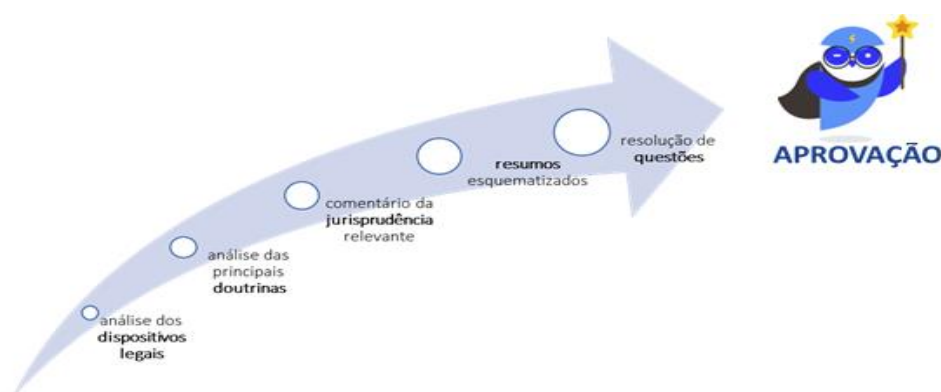 análise dos
dispositivos
legais
análise das
principais
doutrinas
comentário da
jurisprudência
relevante
resumos
esquematizados
resolução de
questões
APROVAÇÃO